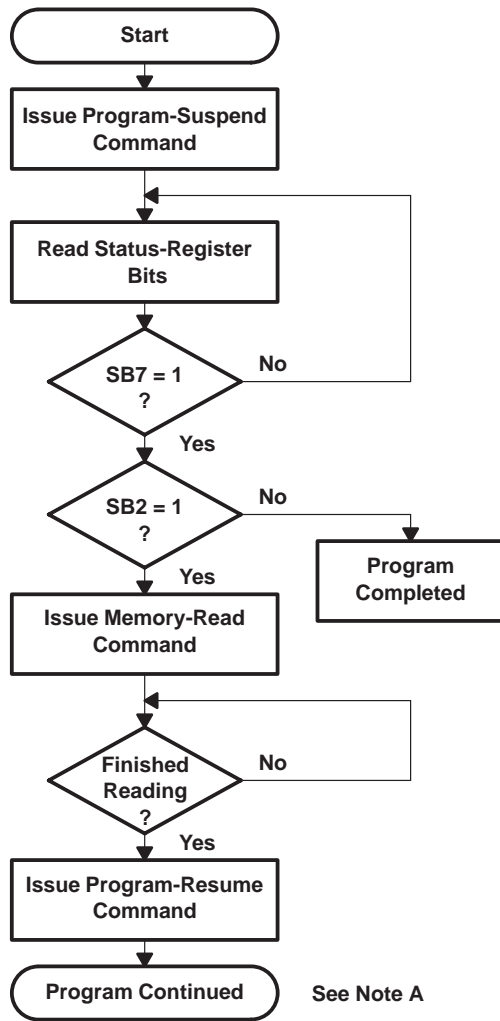 Start
Issue Program-Suspend
Command
Read Status-Register
Bits
SB7 = 1
?
No
Yes
SB2 = 1
?
No
Yes
Program
Completed
Issue Memory-Read
Command
Finished
Reading
?
No
Yes
Issue Program-Resume
Command
Program Continued
See Note A